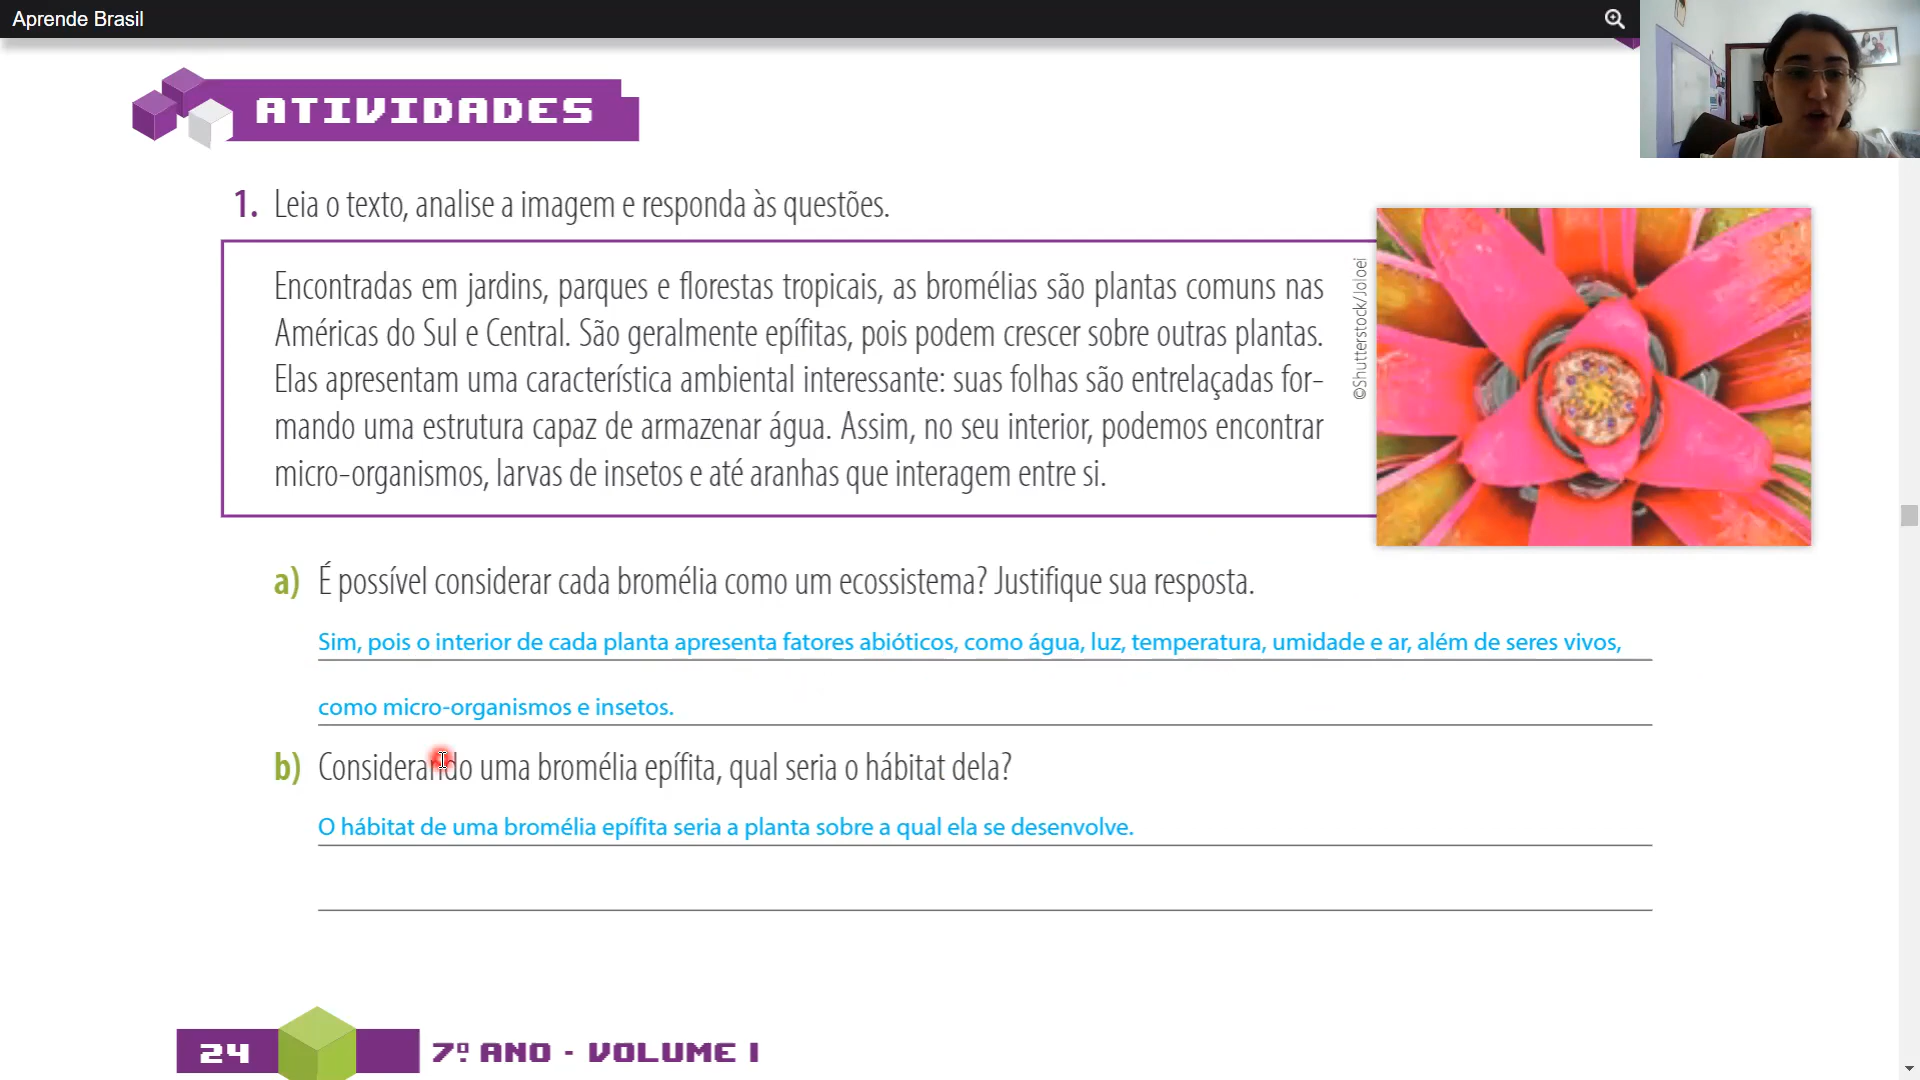 Aprende Brasil
ATIVIDADES
1. Leia o texto, analise a imagem e responda às questões.
Encontradas em jardins, parques e florestas tropicais, as bromélias são plantas comuns nas
Américas do Sul e Central. São geralmente epífitas, pois podem crescer sobre outras plantas.
Elas apresentam uma característica ambiental interessante: suas folhas são entrelaçadas for-
mando uma estrutura capaz de armazenar água. Assim, no seu interior, podemos encontrar
micro-organismos, larvas de insetos e até aranhas que interagem entre si.
©Shutterstock/Joloei
a) É possível considerar cada bromélia como um ecossistema? Justifique sua resposta.
Sim, pois o interior de cada planta apresenta fatores abióticos, como água, luz, temperatura, umidade e ar, além de seres vivos,
como micro-organismos e insetos.
b) Considerando uma bromélia epífita, qual seria o hábitat dela?
O hábitat de uma bromélia epífita seria a planta sobre a qual ela se desenvolve.
24
7º ANO - VOLUME I